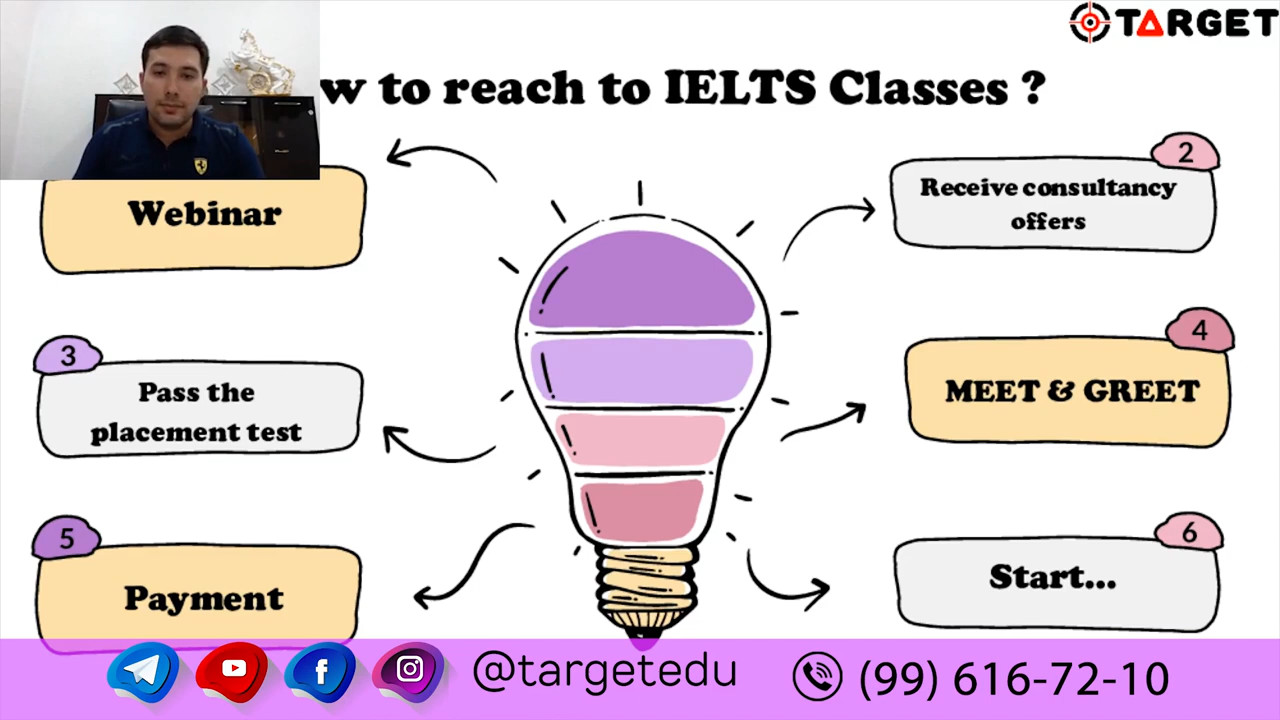 TARGET
w to reach to IELTS Classes ?
Webinar
2
Receive consultancy
offers
3
Pass the
placement test
4
MEET & GREET
5
Payment
6
Start...
@targetedu
(99) 616-72-10